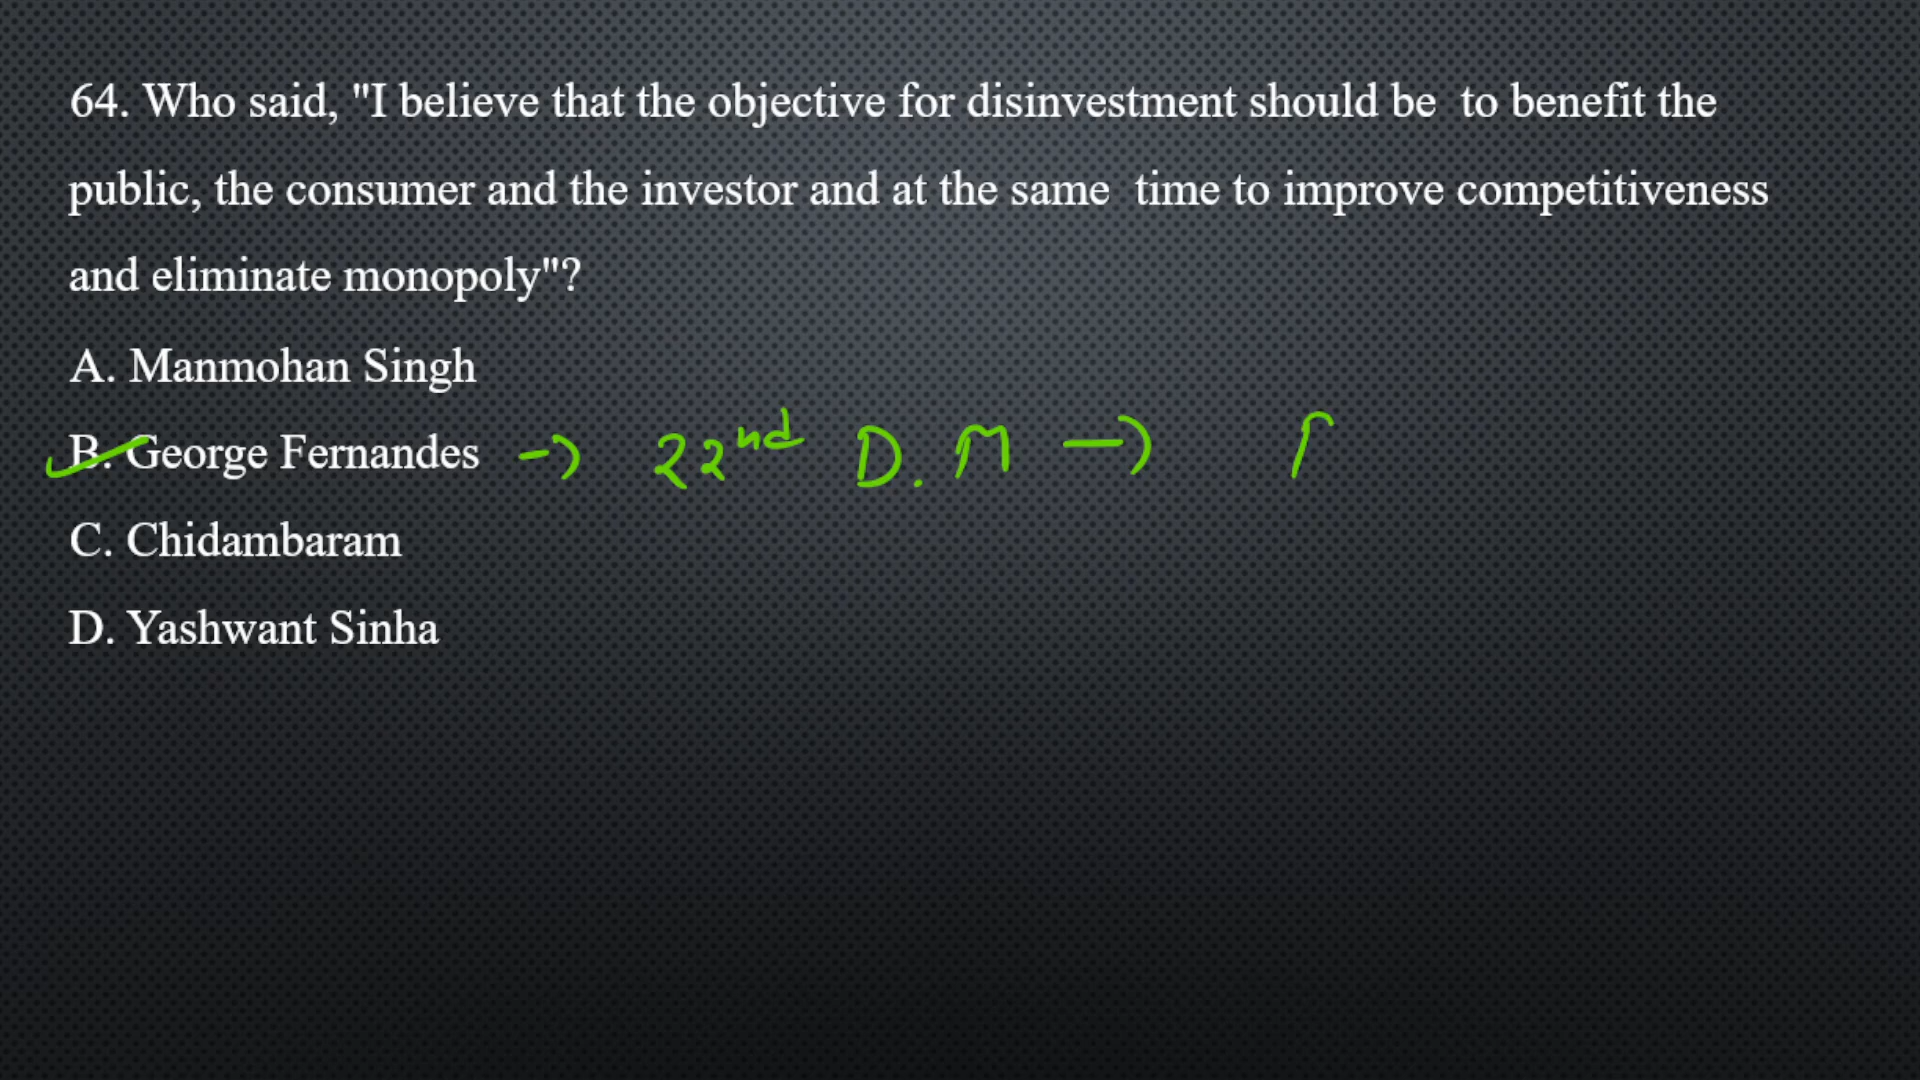 64. Who said, "I believe that the objective for disinvestment should be to benefit the
public, the consumer and the investor and at the same time to improve competitiveness
and eliminate monopoly"?
A. Manmohan Singh
B. George Fernandes → 22nd D. M →
C. Chidambaram
D. Yashwant Sinha